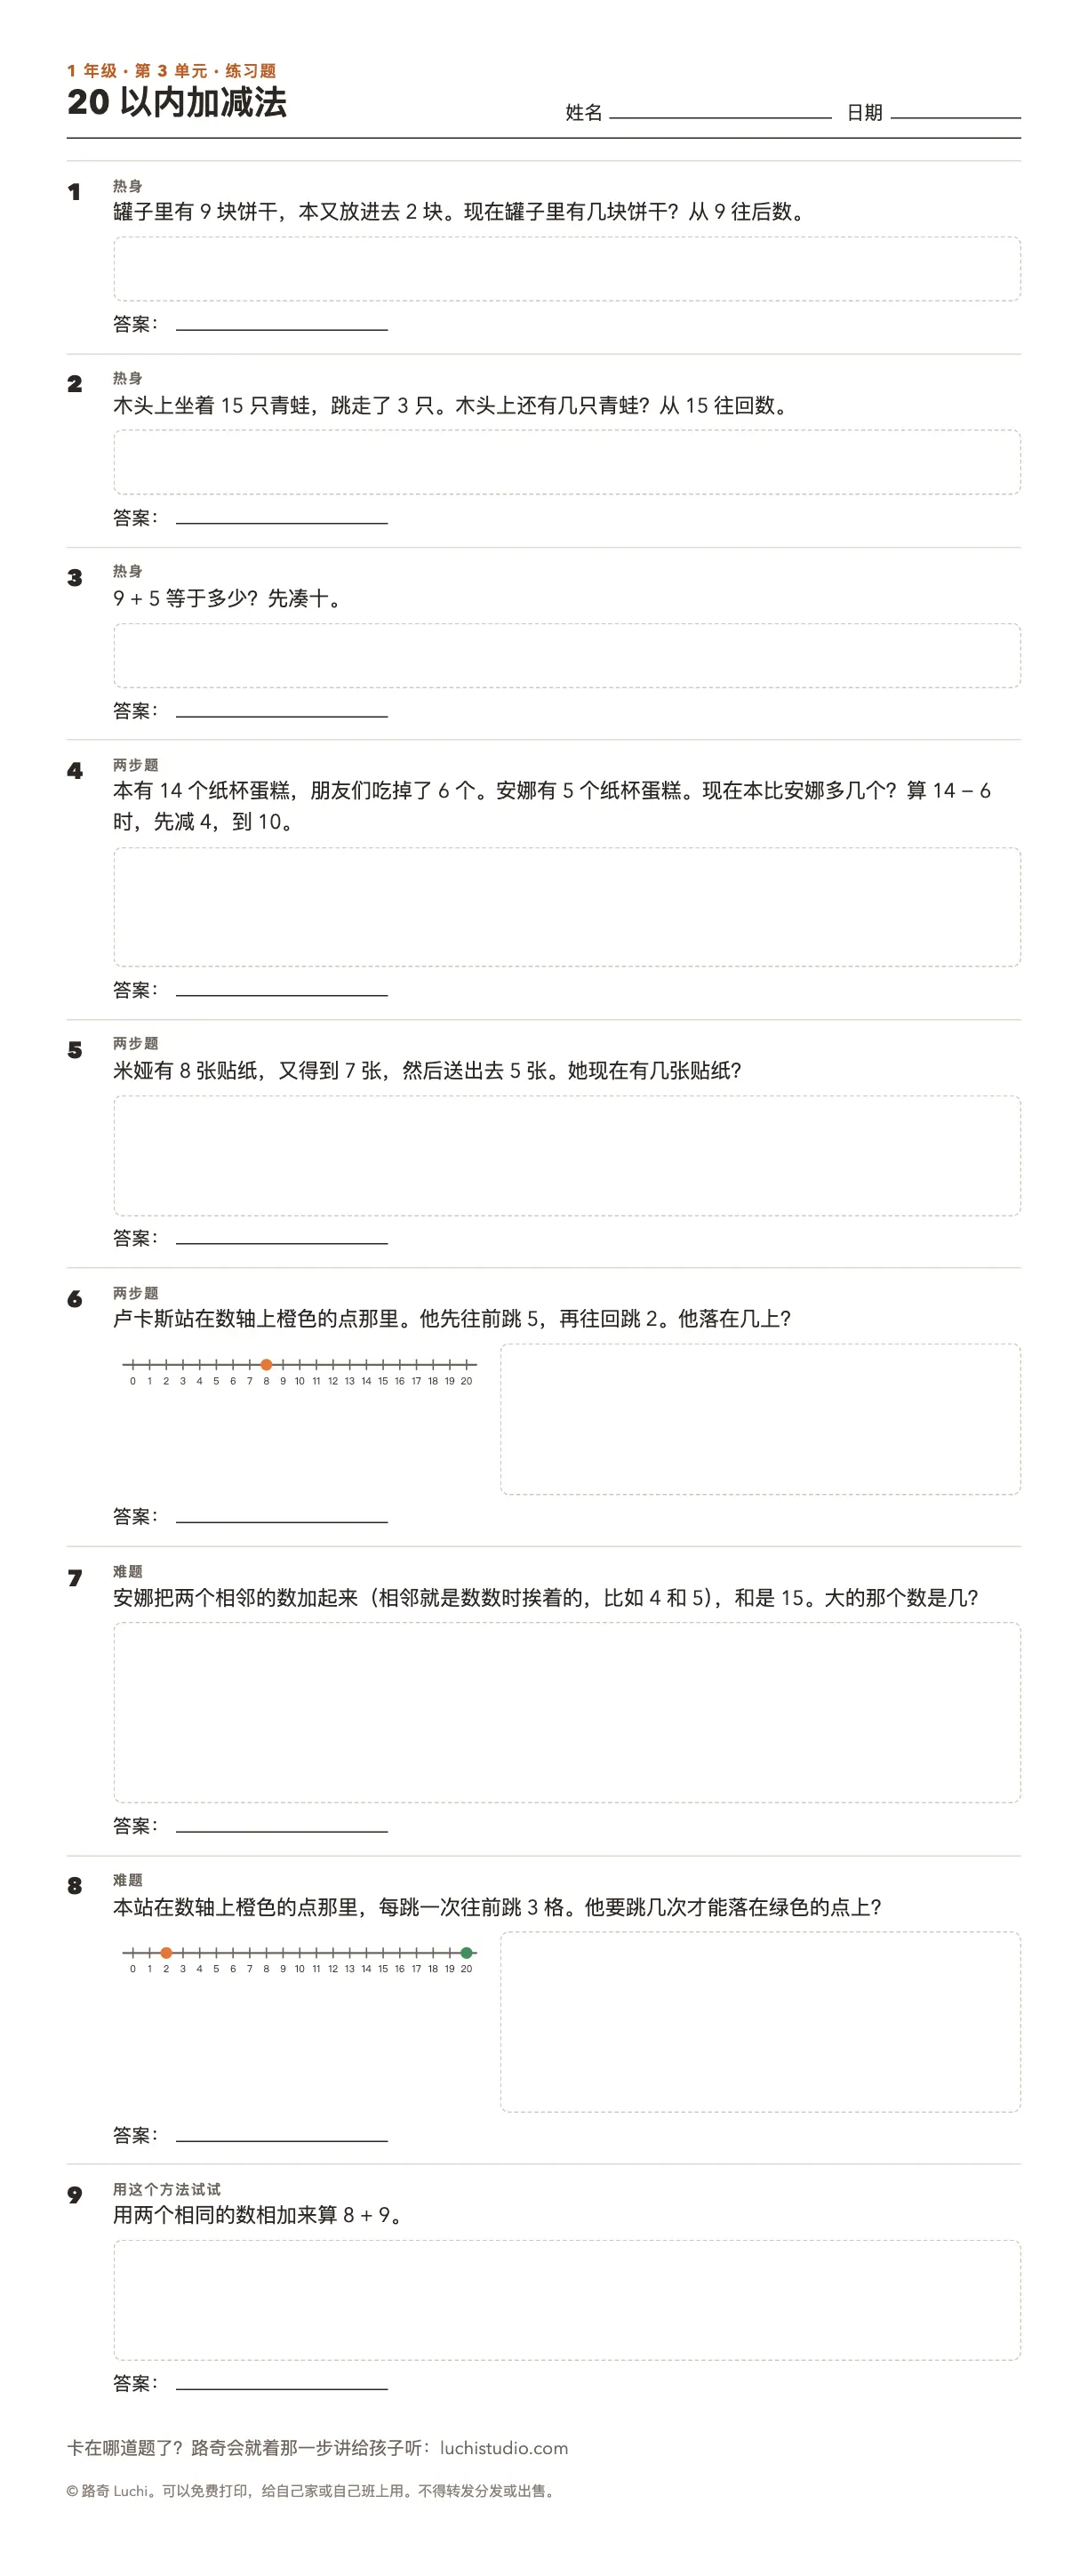 1 年级 · 第 3 单元 · 练习题
20 以内加减法
姓名 日期
1
热身
罐子里有 9 块饼干，本又放进去 2 块。现在罐子里有几块饼干？从 9 往后数。
答案：
2
热身
木头上坐着 15 只青蛙，跳走了 3 只。木头上还有几只青蛙？从 15 往回数。
答案：
3
热身
9 + 5 等于多少？先凑十。
答案：
4
两步题
本有 14 个纸杯蛋糕，朋友们吃掉了 6 个。安娜有 5 个纸杯蛋糕。现在本比安娜多几个？算 14 − 6
时，先减 4，到 10。
答案：
5
两步题
米娅有 8 张贴纸，又得到 7 张，然后送出去 5 张。她现在有几张贴纸？
答案：
6
两步题
卢卡斯站在数轴上橙色的点那里。他先往前跳 5，再往回跳 2。他落在几上？
0 1 2 3 4 5 6 7 8 9 10 11 12 13 14 15 16 17 18 19 20
答案：
7
难题
安娜把两个相邻的数加起来（相邻就是数数时挨着的，比如 4 和 5），和是 15。大的那个数是几？
答案：
8
难题
本站在数轴上橙色的点那里，每跳一次往前跳 3 格。他要跳几次才能落在绿色的点上？
0 1 2 3 4 5 6 7 8 9 10 11 12 13 14 15 16 17 18 19 20
答案：
9
用这个方法试试
用两个相同的数相加来算 8 + 9。
答案：
卡在哪道题了？路奇会就着那一步讲给孩子听：luchistudio.com
© 路奇 Luchi。可以免费打印，给自己家或自己班上用。不得转发分发或出售。